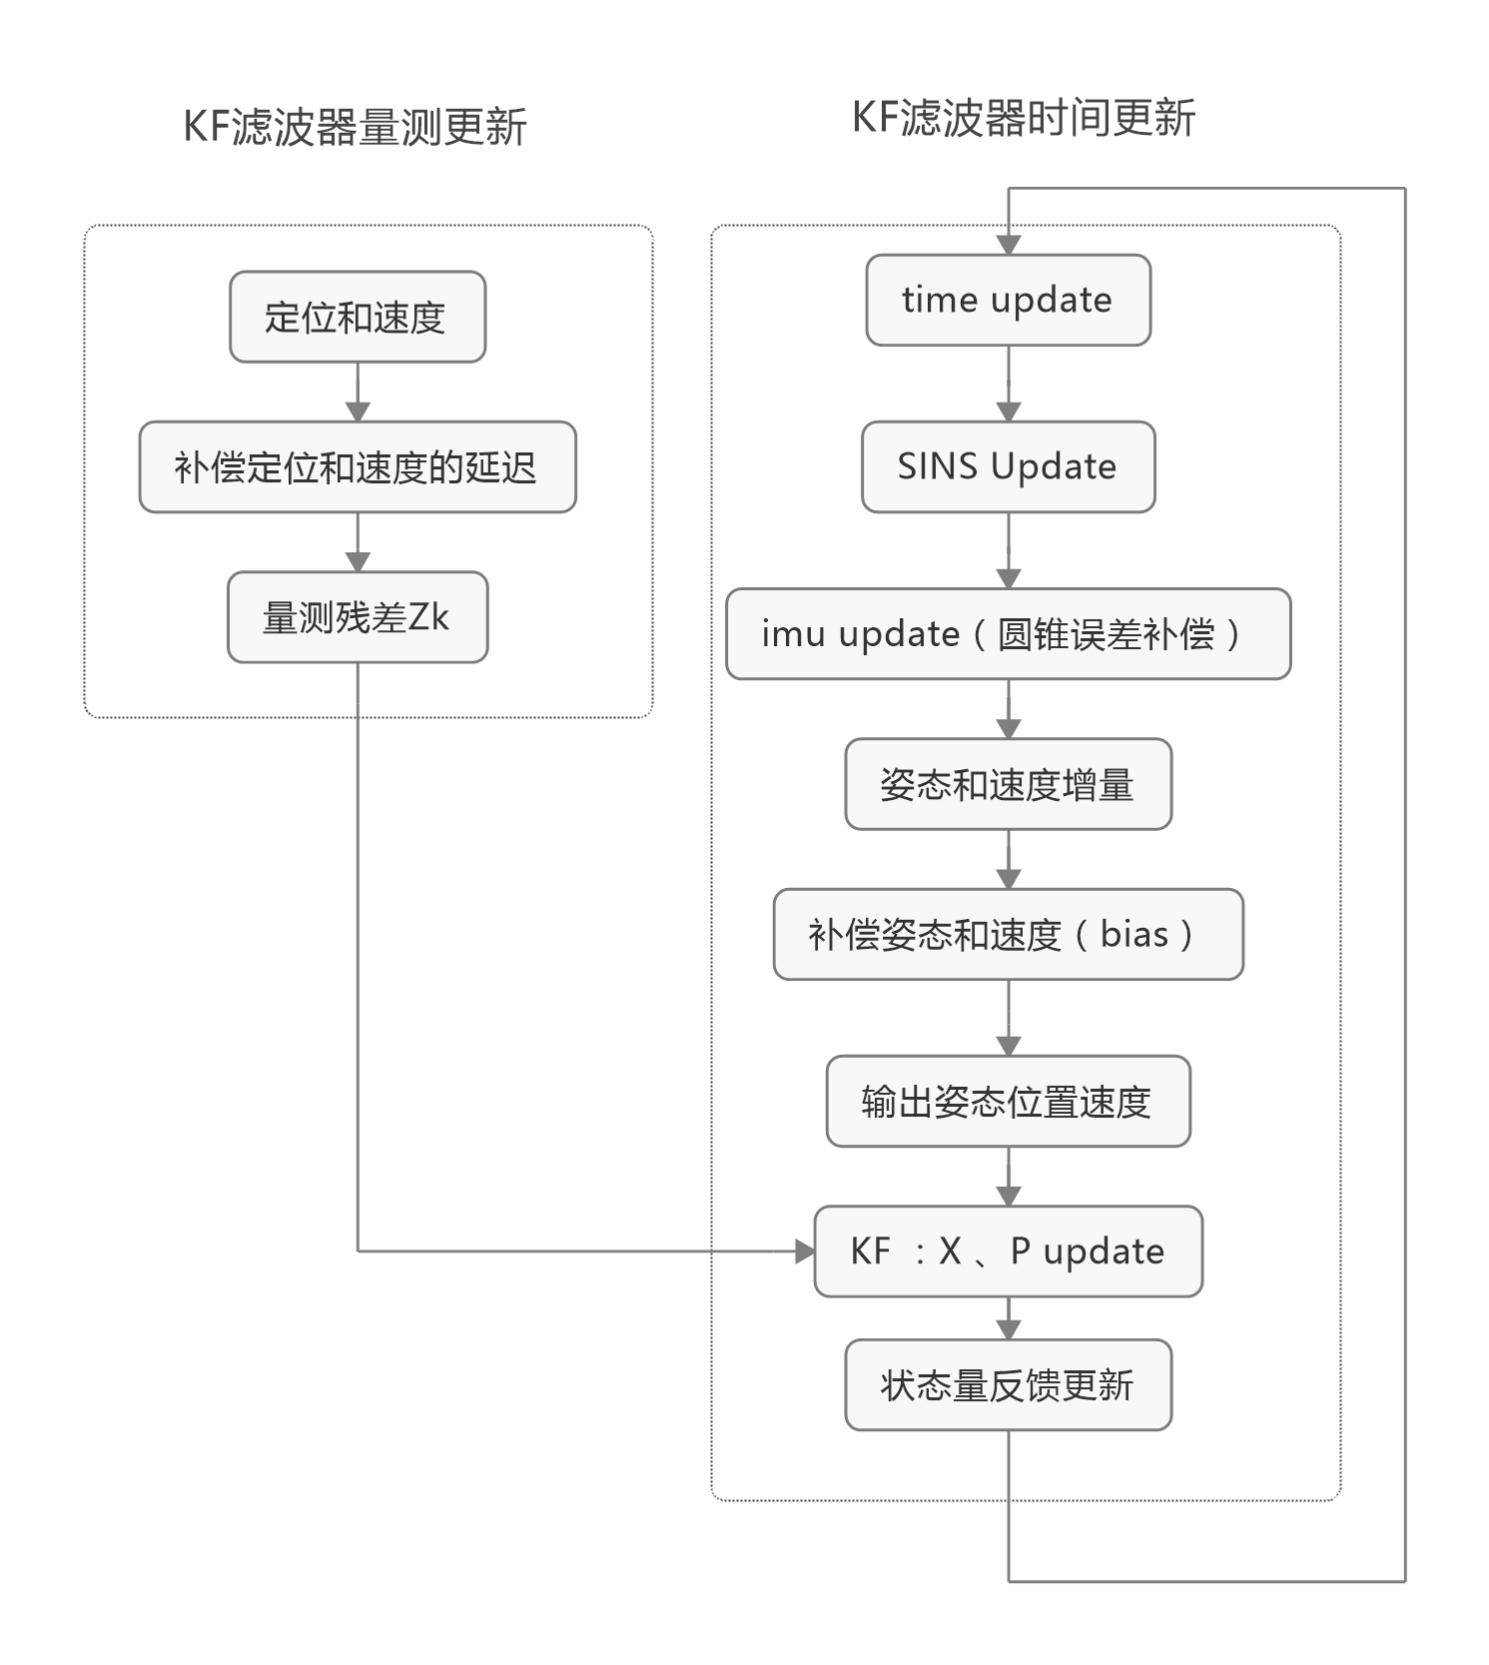 KF滤波器量测更新
定位和速度
补偿定位和速度的延迟
量测残差Zk
KF滤波器时间更新
time update
SINS Update
imu update（圆锥误差补偿）
姿态和速度增量
补偿姿态和速度（bias）
输出姿态位置速度
KF ：X 、P update
状态量反馈更新